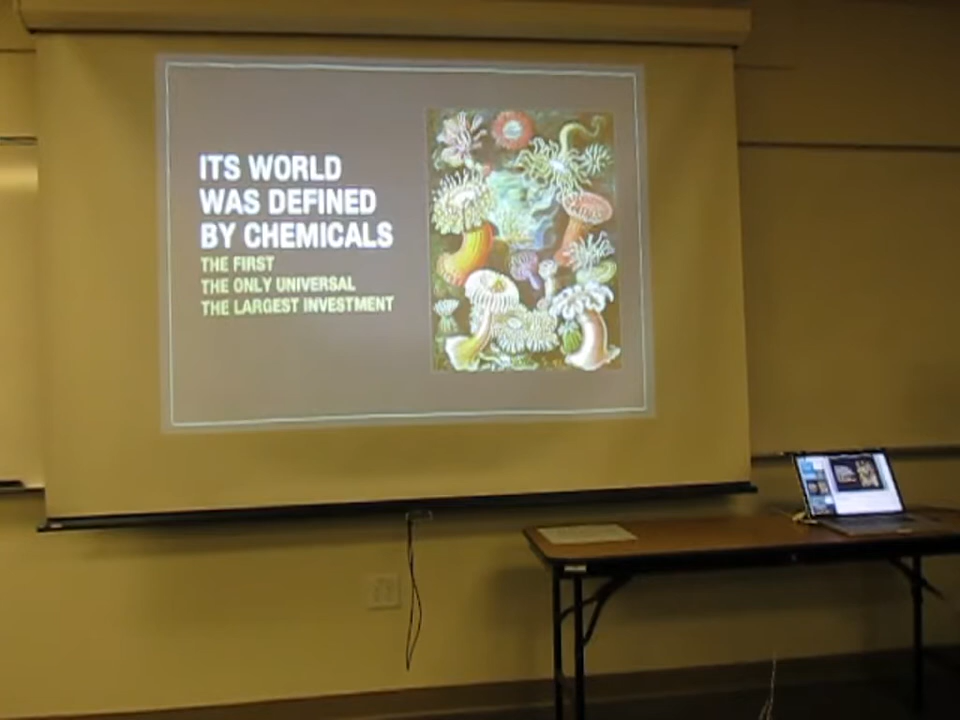 ITS WORLD
WAS DEFINED
BY CHEMICALS
THE FIRST
THE ONLY UNIVERSAL
THE LARGEST INVESTMENT